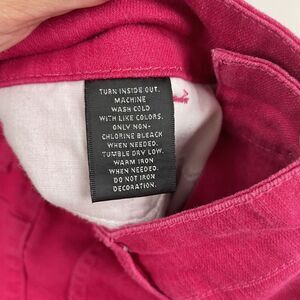 TURN INSIDE OUT.
MACHINE
WASH COLD
WITH LIKE COLORS.
ONLY NON-
CHLORINE BLEACH
WHEN NEEDED.
TUMBLE DRY LOW.
WARM IRON
WHEN NEEDED.
DO NOT IRON
DECORATION.